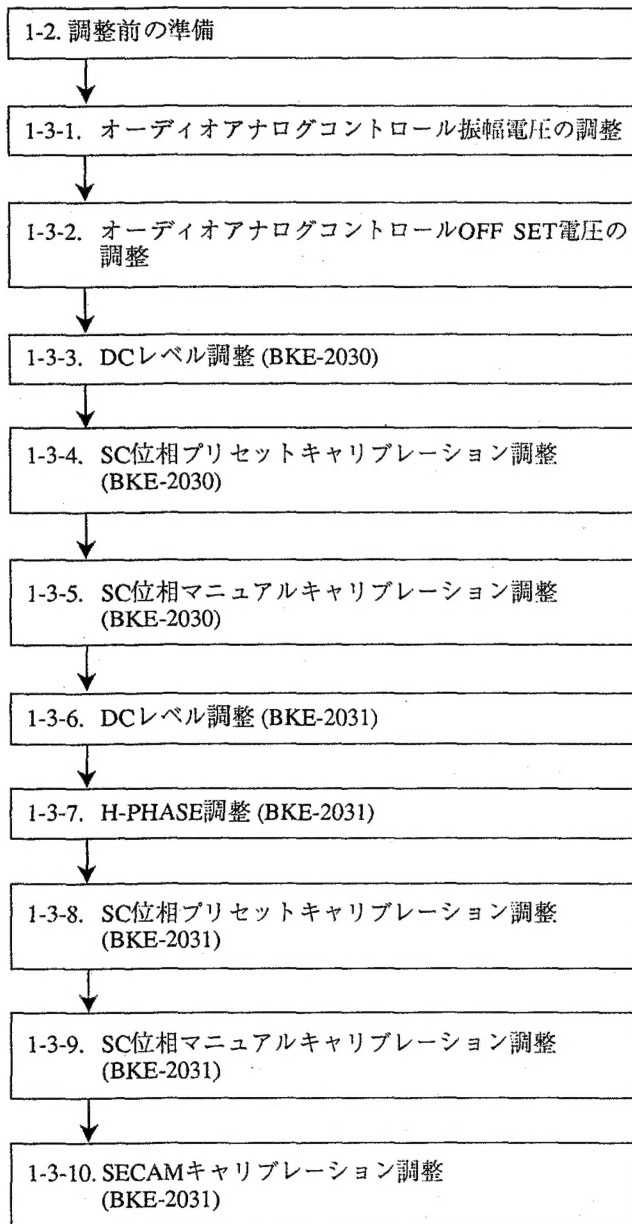 1-2. 調整前の準備
1-3-1. オーディオアナログコントロール振幅電圧の調整
1-3-2. オーディオアナログコントロールOFF SET電圧の
調整
1-3-3. DCレベル調整 (BKE-2030)
1-3-4. SC位相プリセットキャリブレーション調整
(BKE-2030)
1-3-5. SC位相マニュアルキャリブレーション調整
(BKE-2030)
1-3-6. DCレベル調整 (BKE-2031)
1-3-7. H-PHASE調整 (BKE-2031)
1-3-8. SC位相プリセットキャリブレーション調整
(BKE-2031)
1-3-9. SC位相マニュアルキャリブレーション調整
(BKE-2031)
1-3-10. SECAMキャリブレーション調整
(BKE-2031)